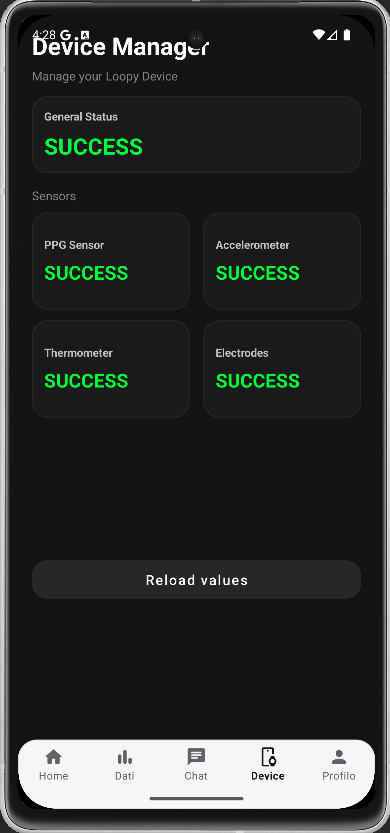 4:28 G A
Device Manager
Manage your Loopy Device
General Status
SUCCESS
Sensors
PPG Sensor
Accelerometer
SUCCESS
SUCCESS
Thermometer
Electrodes
SUCCESS
SUCCESS
Reload values
Home
Dati
Chat
Device
Profilo